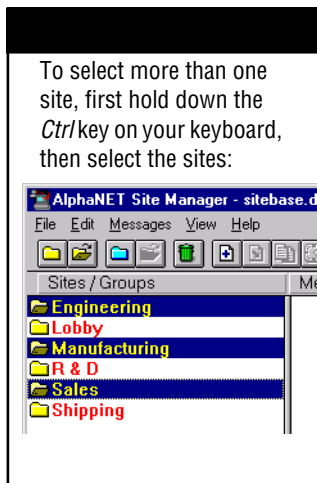 To select more than one
site, first hold down the
Ctrl key on your keyboard,
then select the sites:
AlphaNET Site Manager - sitebase.d
File Edit Messages View Help
Sites / Groups Me
Engineering
Lobby
Manufacturing
R & D
Sales
Shipping